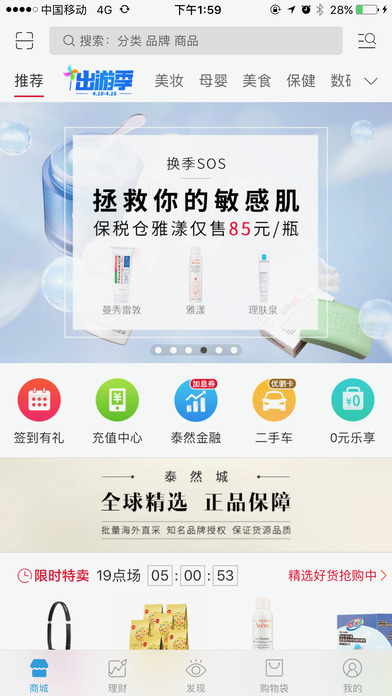 中国移动 4G 下午1:59 28%
搜索：分类 品牌 商品
推荐 出游季 美妆 母婴 美食 保健 数码
4.10-4.16
换季SOS
拯救你的敏感肌
保税仓雅漾仅售85元/瓶
曼秀雷敦 雅漾 理肤泉
加息券 优驷卡
签到有礼 充值中心 泰然金融 二手车 0元乐享
泰然城
全球精选 正品保障
批量海外直采 知名品牌授权 保证货源品质
限时特卖 19点场 05:00:53 精选好货抢购中
Avène
商城 理财 发现 购物袋 我的